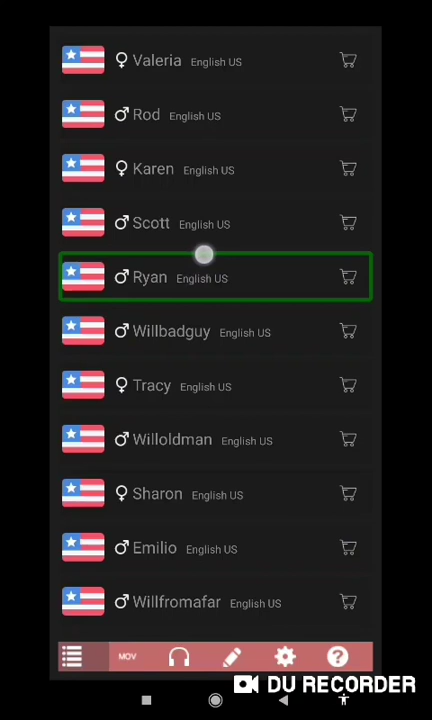 ♀ Valeria English US
♂ Rod English US
♀ Karen English US
♂ Scott English US
♂ Ryan English US
♂ Willbadguy English US
♀ Tracy English US
♂ Willoldman English US
♀ Sharon English US
♂ Emilio English US
♂ Willfromafar English US
MOV ?
DU RECORDER